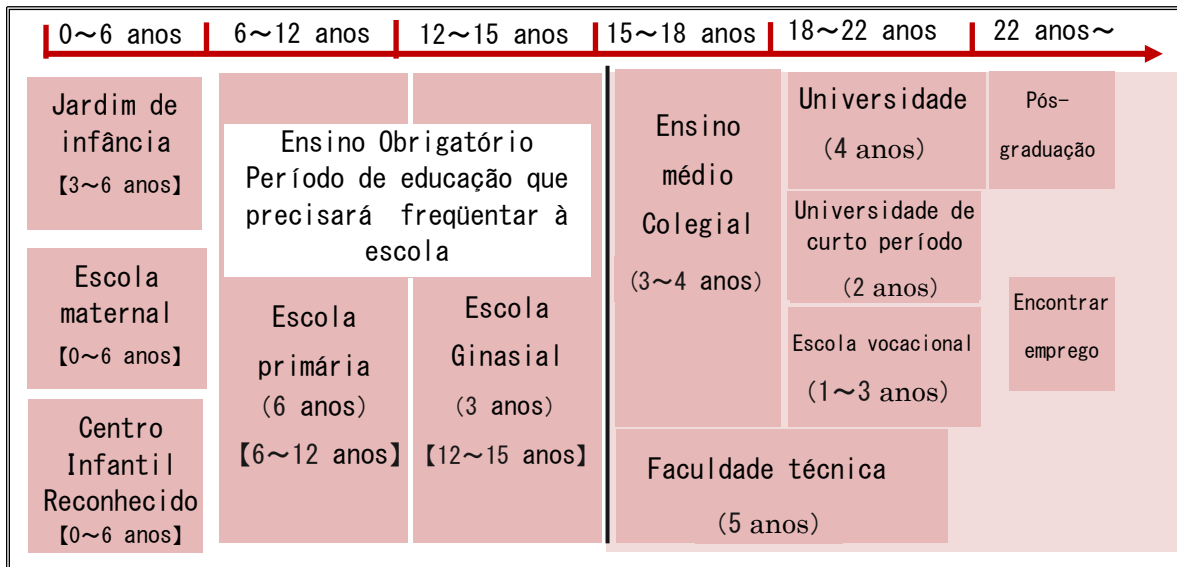 0～6 anos
6～12 anos
12～15 anos
15～18 anos
18～22 anos
22 anos～
Jardim de
infância
【3～6 anos】
Escola
maternal
【0～6 anos】
Centro
Infantil
Reconhecido
【0～6 anos】
Ensino Obrigatório
Período de educação que
precisará freqüentar à
escola
Escola
primária
(6 anos)
【6～12 anos】
Escola
Ginasial
(3 anos)
【12～15 anos】
Ensino
médio
Colegial
(3～4 anos)
Universidade
(4 anos)
Universidade de
curto período
(2 anos)
Escola vocacional
(1～3 anos)
Faculdade técnica
(5 anos)
Pós-
graduação
Encontrar
emprego